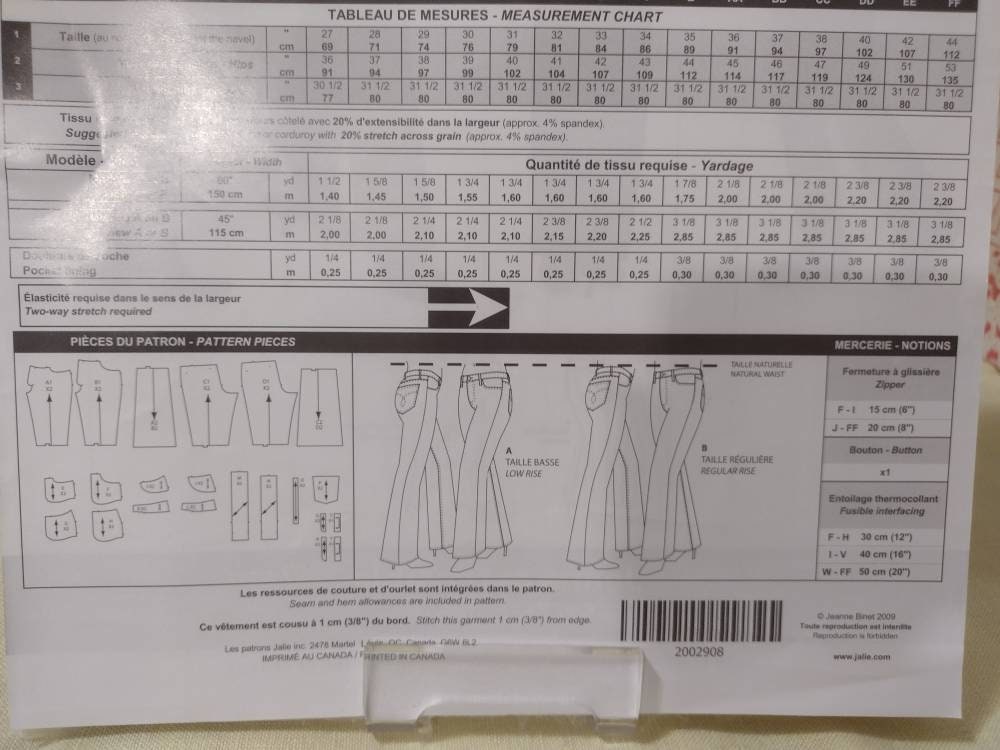 EE FF
TABLEAU DE MESURES - MEASUREMENT CHART
1 Taille (au the navel) " 27 28 29 30 31 32 33 34 35 36 37 38 40 42 44
cm 69 71 74 76 79 81 84 86 89 91 94 97 102 107 112
2 Hips " 36 37 38 39 40 41 42 43 44 45 46 47 49 51 53
cm 91 94 97 99 102 104 107 109 112 114 117 119 124 130 135
3 " 30 1/2 31 1/2 31 1/2 31 1/2 31 1/2 31 1/2 31 1/2 31 1/2 31 1/2 31 1/2 31 1/2 31 1/2 31 1/2 31 1/2 31 1/2
cm 77 80 80 80 80 80 80 80 80 80 80 80 80 80 80
Tissu côtelé avec 20% d'extensibilité dans la largeur (approx. 4% spandex).
or corduroy with 20% stretch across grain (approx. 4% spandex).
Modèle - Width Quantité de tissu requise - Yardage
60" yd 1 1/2 1 5/8 1 5/8 1 3/4 1 3/4 1 3/4 1 3/4 1 3/4 1 7/8 2 1/8 2 1/8 2 1/8 2 3/8 2 3/8 2 3/8
150 cm m 1,40 1,45 1,50 1,55 1,60 1,60 1,60 1,60 1,75 2,00 2,00 2,00 2,20 2,20 2,20
B 45" yd 2 1/8 2 1/8 2 1/4 2 1/4 2 1/4 2 3/8 2 3/8 2 1/2 3 1/8 3 1/8 3 1/8 3 1/8 3 1/8 3 1/8 3 1/8
View A or B 115 cm m 2,00 2,00 2,10 2,10 2,10 2,15 2,20 2,25 2,85 2,85 2,85 2,85 2,85 2,85 2,85
Doublure de poche yd 1/4 1/4 1/4 1/4 1/4 1/4 1/4 1/4 3/8 3/8 3/8 3/8 3/8 3/8 3/8
Pocket lining m 0,25 0,25 0,25 0,25 0,25 0,25 0,25 0,25 0,30 0,30 0,30 0,30 0,30 0,30 0,30
Élasticité requise dans le sens de la largeur
Two-way stretch required
PIÈCES DU PATRON - PATTERN PIECES
TAILLE NATURELLE
NATURAL WAIST
A
TAILLE BASSE
LOW RISE
B
TAILLE RÉGULIÈRE
REGULAR RISE
MERCERIE - NOTIONS
Fermeture à glissière
Zipper
F - I 15 cm (6")
J - FF 20 cm (8")
Bouton - Button
x1
Entoilage thermocollant
Fusible interfacing
F - H 30 cm (12")
I - V 40 cm (16")
W - FF 50 cm (20")
Les ressources de couture et d'ourlet sont intégrées dans le patron.
Seam and hem allowances are included in pattern.
Ce vêtement est cousu à 1 cm (3/8") du bord. Stitch this garment 1 cm (3/8") from edge.
Les patrons Jalie inc. 2478 Martel Lévis, QC, Canada G6W 6L2
IMPRIMÉ AU CANADA / PRINTED IN CANADA
2002908
© Jeanne Binet 2009
Toute reproduction est interdite
Reproduction is forbidden
www.jalie.com